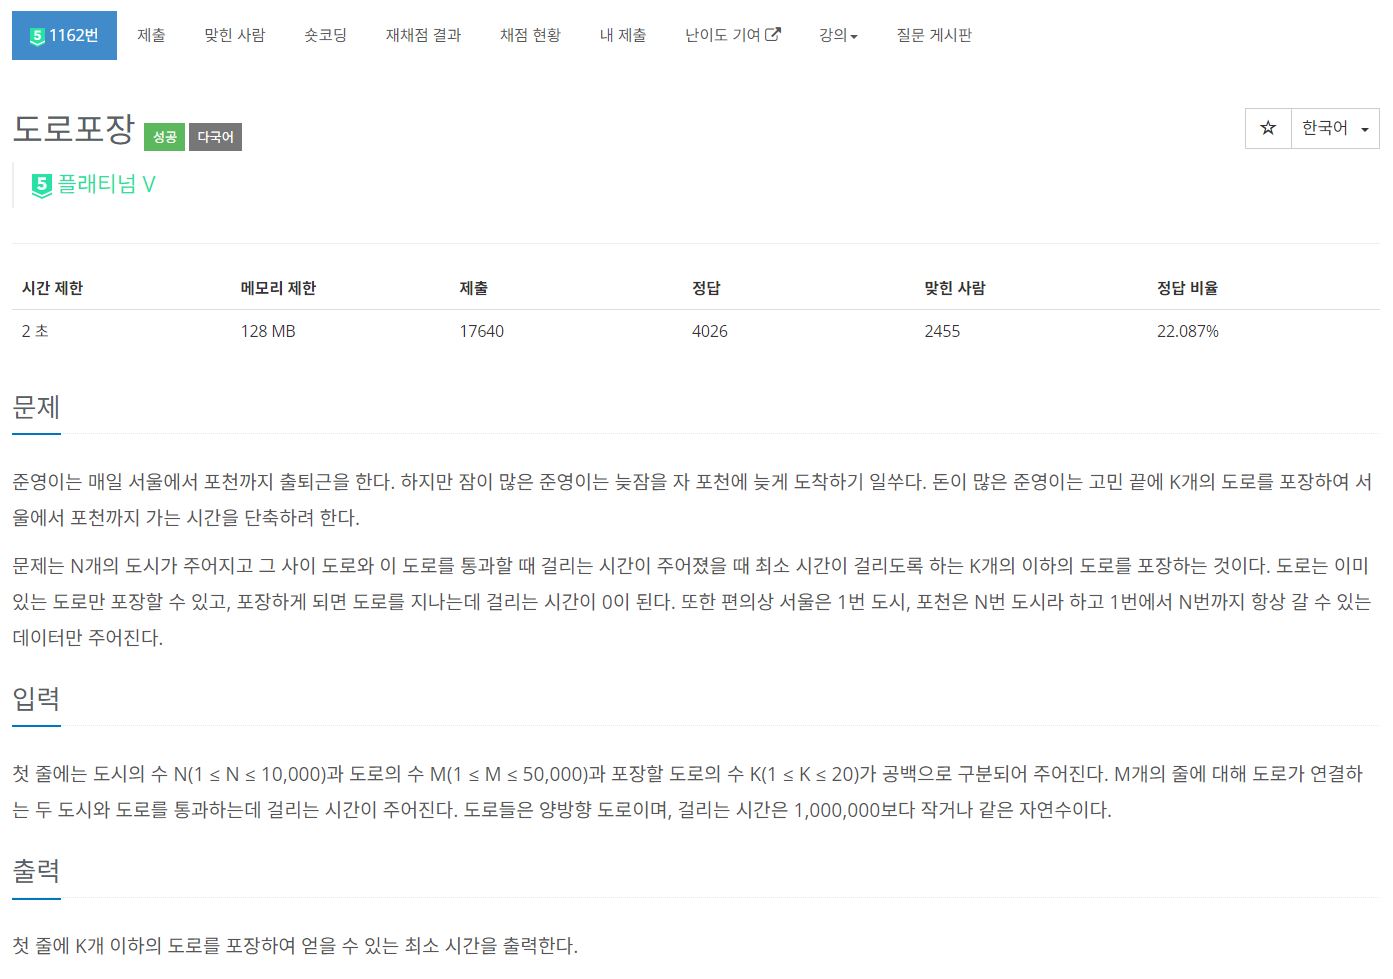 5 1162번 제출 맞힌 사람 숏코딩 재채점 결과 채점 현황 내 제출 난이도 기여 강의 질문 게시판
도로포장 성공 다국어 ☆ 한국어
5 플래티넘 V
시간 제한 메모리 제한 제출 정답 맞힌 사람 정답 비율
2 초 128 MB 17640 4026 2455 22.087%
문제
준영이는 매일 서울에서 포천까지 출퇴근을 한다. 하지만 잠이 많은 준영이는 늦잠을 자 포천에 늦게 도착하기 일쑤다. 돈이 많은 준영이는 고민 끝에 K개의 도로를 포장하여 서
울에서 포천까지 가는 시간을 단축하려 한다.
문제는 N개의 도시가 주어지고 그 사이 도로와 이 도로를 통과할 때 걸리는 시간이 주어졌을 때 최소 시간이 걸리도록 하는 K개의 이하의 도로를 포장하는 것이다. 도로는 이미
있는 도로만 포장할 수 있고, 포장하게 되면 도로를 지나는데 걸리는 시간이 0이 된다. 또한 편의상 서울은 1번 도시, 포천은 N번 도시라 하고 1번에서 N번까지 항상 갈 수 있는
데이터만 주어진다.
입력
첫 줄에는 도시의 수 N(1 ≤ N ≤ 10,000)과 도로의 수 M(1 ≤ M ≤ 50,000)과 포장할 도로의 수 K(1 ≤ K ≤ 20)가 공백으로 구분되어 주어진다. M개의 줄에 대해 도로가 연결하
는 두 도시와 도로를 통과하는데 걸리는 시간이 주어진다. 도로들은 양방향 도로이며, 걸리는 시간은 1,000,000보다 작거나 같은 자연수이다.
출력
첫 줄에 K개 이하의 도로를 포장하여 얻을 수 있는 최소 시간을 출력한다.